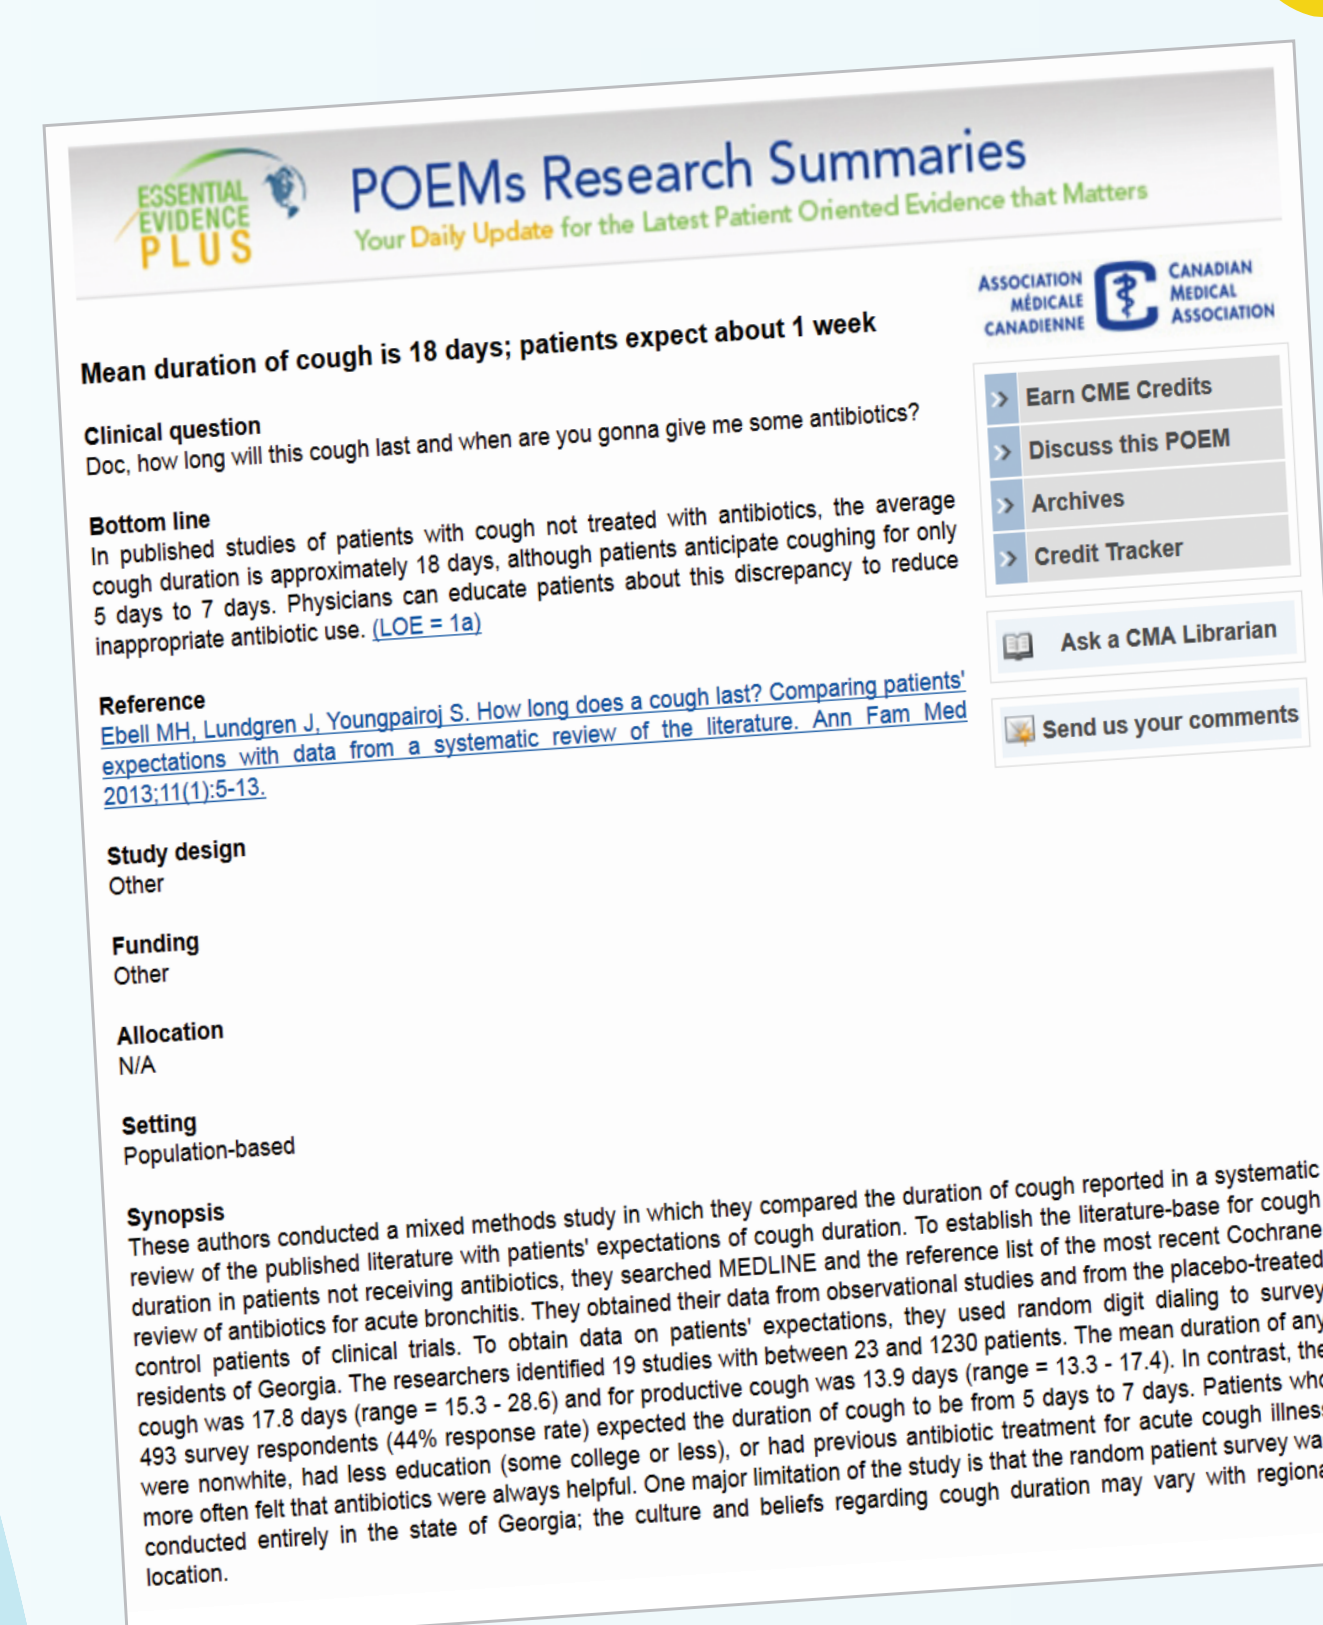 ESSENTIAL
EVIDENCE
PLUS
POEMs Research Summaries
Your Daily Update for the Latest Patient Oriented Evidence that Matters
ASSOCIATION
MÉDICALE
CANADIENNE
CANADIAN
MEDICAL
ASSOCIATION
Mean duration of cough is 18 days; patients expect about 1 week
Clinical question
Doc, how long will this cough last and when are you gonna give me some antibiotics?
Bottom line
In published studies of patients with cough not treated with antibiotics, the average
cough duration is approximately 18 days, although patients anticipate coughing for only
5 days to 7 days. Physicians can educate patients about this discrepancy to reduce
inappropriate antibiotic use. (LOE = 1a)
Reference
Ebell MH, Lundgren J, Youngpairoj S. How long does a cough last? Comparing patients'
expectations with data from a systematic review of the literature. Ann Fam Med
2013;11(1):5-13.
Earn CME Credits
Discuss this POEM
Archives
Credit Tracker
Ask a CMA Librarian
Send us your comments
Study design
Other
Funding
Other
Allocation
N/A
Setting
Population-based
Synopsis
These authors conducted a mixed methods study in which they compared the duration of cough reported in a systematic
review of the published literature with patients' expectations of cough duration. To establish the literature-base for cough
duration in patients not receiving antibiotics, they searched MEDLINE and the reference list of the most recent Cochrane
review of antibiotics for acute bronchitis. They obtained their data from observational studies and from the placebo-treated
control patients of clinical trials. To obtain data on patients' expectations, they used random digit dialing to survey
residents of Georgia. The researchers identified 19 studies with between 23 and 1230 patients. The mean duration of any
cough was 17.8 days (range = 15.3 - 28.6) and for productive cough was 13.9 days (range = 13.3 - 17.4). In contrast, the
493 survey respondents (44% response rate) expected the duration of cough to be from 5 days to 7 days. Patients who
were nonwhite, had less education (some college or less), or had previous antibiotic treatment for acute cough illness
more often felt that antibiotics were always helpful. One major limitation of the study is that the random patient survey wa
conducted entirely in the state of Georgia; the culture and beliefs regarding cough duration may vary with regiona
location.